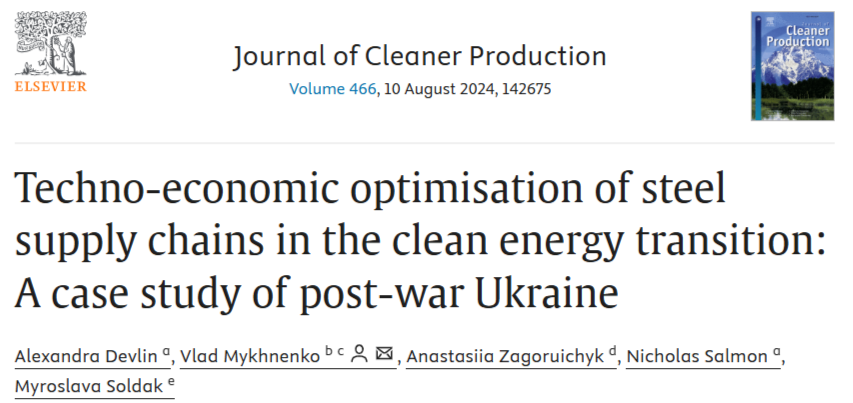 ELSEVIER
Journal of Cleaner Production
Volume 466, 10 August 2024, 142675
Cleaner
Production
Techno-economic optimisation of steel
supply chains in the clean energy transition:
A case study of post-war Ukraine
Alexandra Devlin a, Vlad Mykhnenko b c, Anastasiia Zagoruichyk d, Nicholas Salmon a,
Myroslava Soldak e